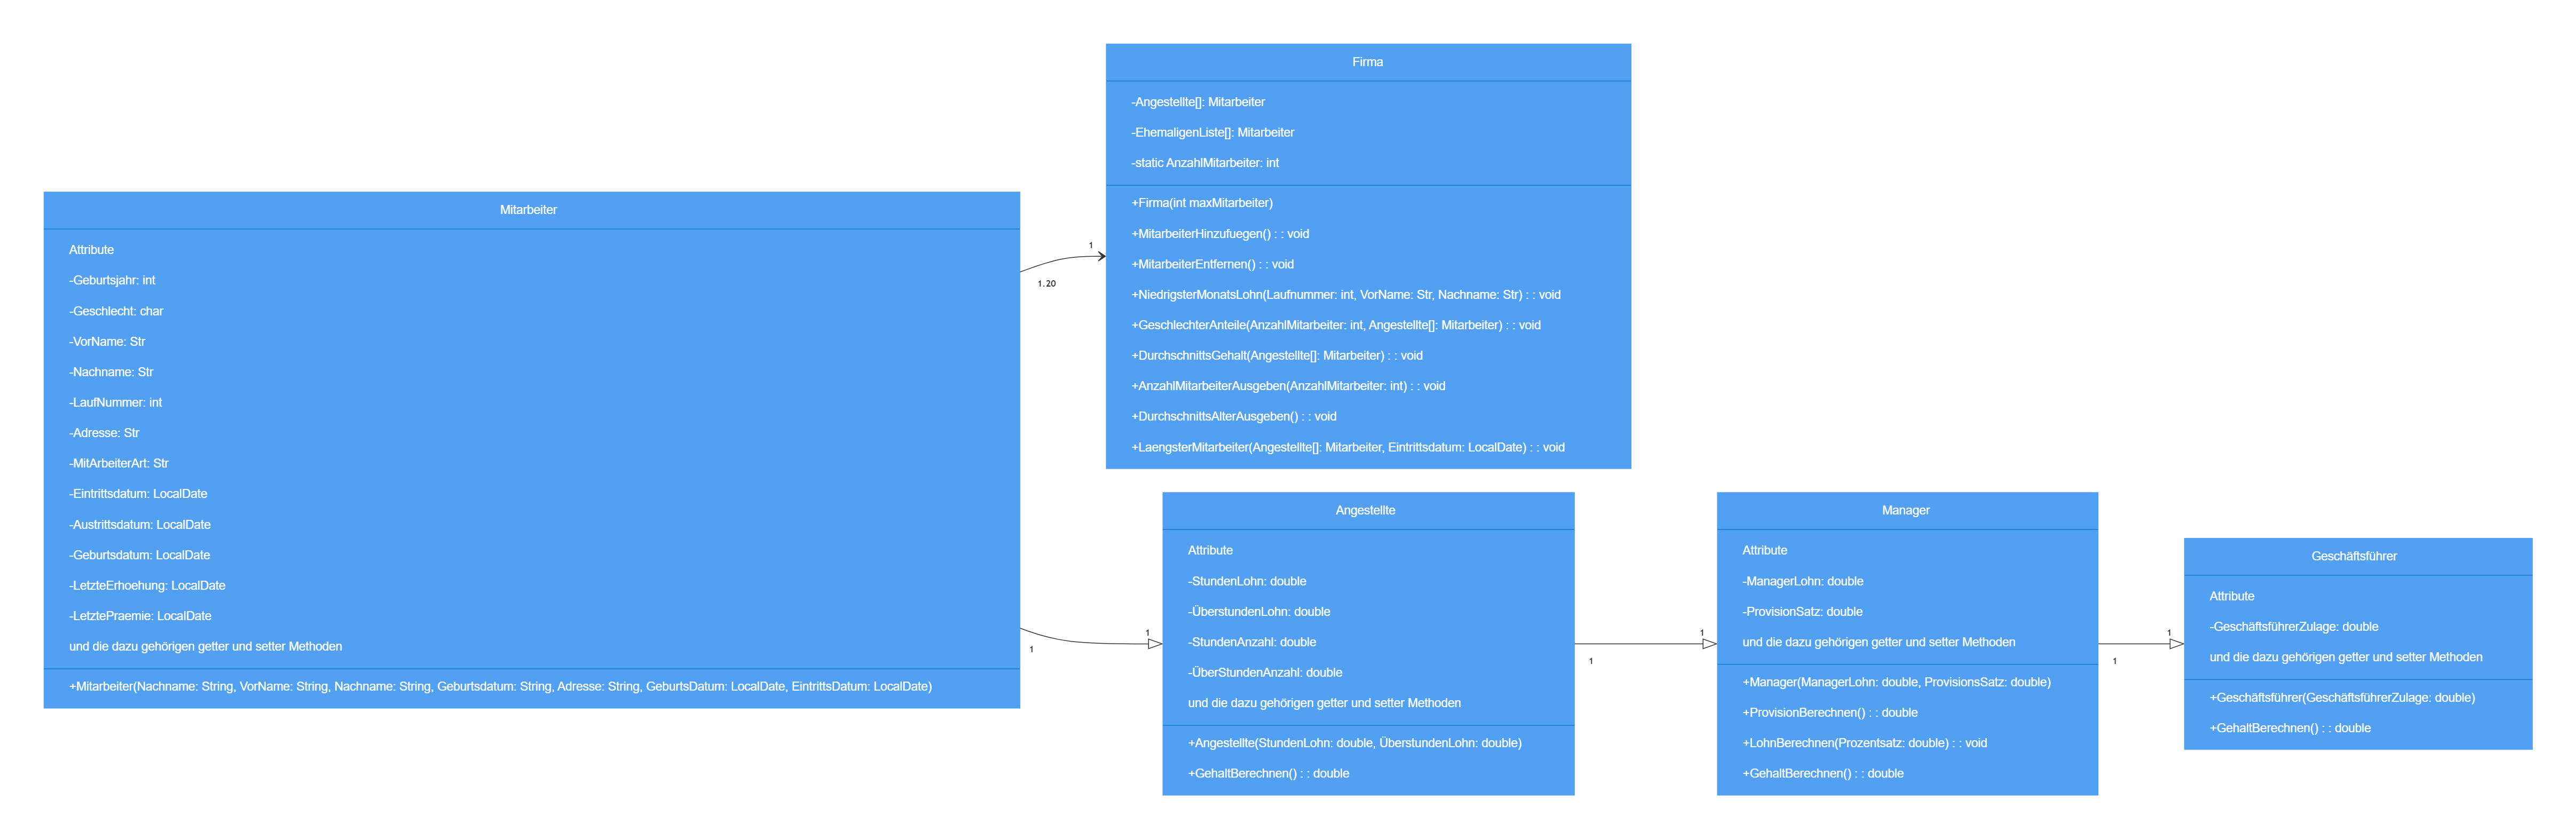 Firma
-Angestellte[]: Mitarbeiter
-EhemaligenListe[]: Mitarbeiter
-static AnzahlMitarbeiter: int
+Firma(int maxMitarbeiter)
+MitarbeiterHinzufuegen() : : void
+MitarbeiterEntfernen() : : void
+NiedrigsterMonatsLohn(Laufnummer: int, VorName: Str, Nachname: Str) : : void
+GeschlechterAnteile(AnzahlMitarbeiter: int, Angestellte[]: Mitarbeiter) : : void
+DurchschnittsGehalt(Angestellte[]: Mitarbeiter) : : void
+AnzahlMitarbeiterAusgeben(AnzahlMitarbeiter: int) : : void
+DurchschnittsAlterAusgeben() : : void
+LaengsterMitarbeiter(Angestellte[]: Mitarbeiter, Eintrittsdatum: LocalDate) : : void
Mitarbeiter
Attribute
-Geburtsjahr: int
-Geschlecht: char
-VorName: Str
-Nachname: Str
-LaufNummer: int
-Adresse: Str
-MitArbeiterArt: Str
-Eintrittsdatum: LocalDate
-Austrittsdatum: LocalDate
-Geburtsdatum: LocalDate
-LetzteErhoehung: LocalDate
-LetztePraemie: LocalDate
und die dazu gehörigen getter und setter Methoden
+Mitarbeiter(Nachname: String, VorName: String, Nachname: String, Geburtsdatum: String, Adresse: String, GeburtsDatum: LocalDate, EintrittsDatum: LocalDate)
1
1.20
1
1
Angestellte
Attribute
-StundenLohn: double
-ÜberstundenLohn: double
-StundenAnzahl: double
-ÜberStundenAnzahl: double
und die dazu gehörigen getter und setter Methoden
+Angestellte(StundenLohn: double, ÜberstundenLohn: double)
+GehaltBerechnen() : : double
1
1
Manager
Attribute
-ManagerLohn: double
-ProvisionSatz: double
und die dazu gehörigen getter und setter Methoden
+Manager(ManagerLohn: double, ProvisionsSatz: double)
+ProvisionBerechnen() : : double
+LohnBerechnen(Prozentsatz: double) : : void
+GehaltBerechnen() : : double
1
1
Geschäftsführer
Attribute
-GeschäftsführerZulage: double
und die dazu gehörigen getter und setter Methoden
+Geschäftsführer(GeschäftsführerZulage: double)
+GehaltBerechnen() : : double